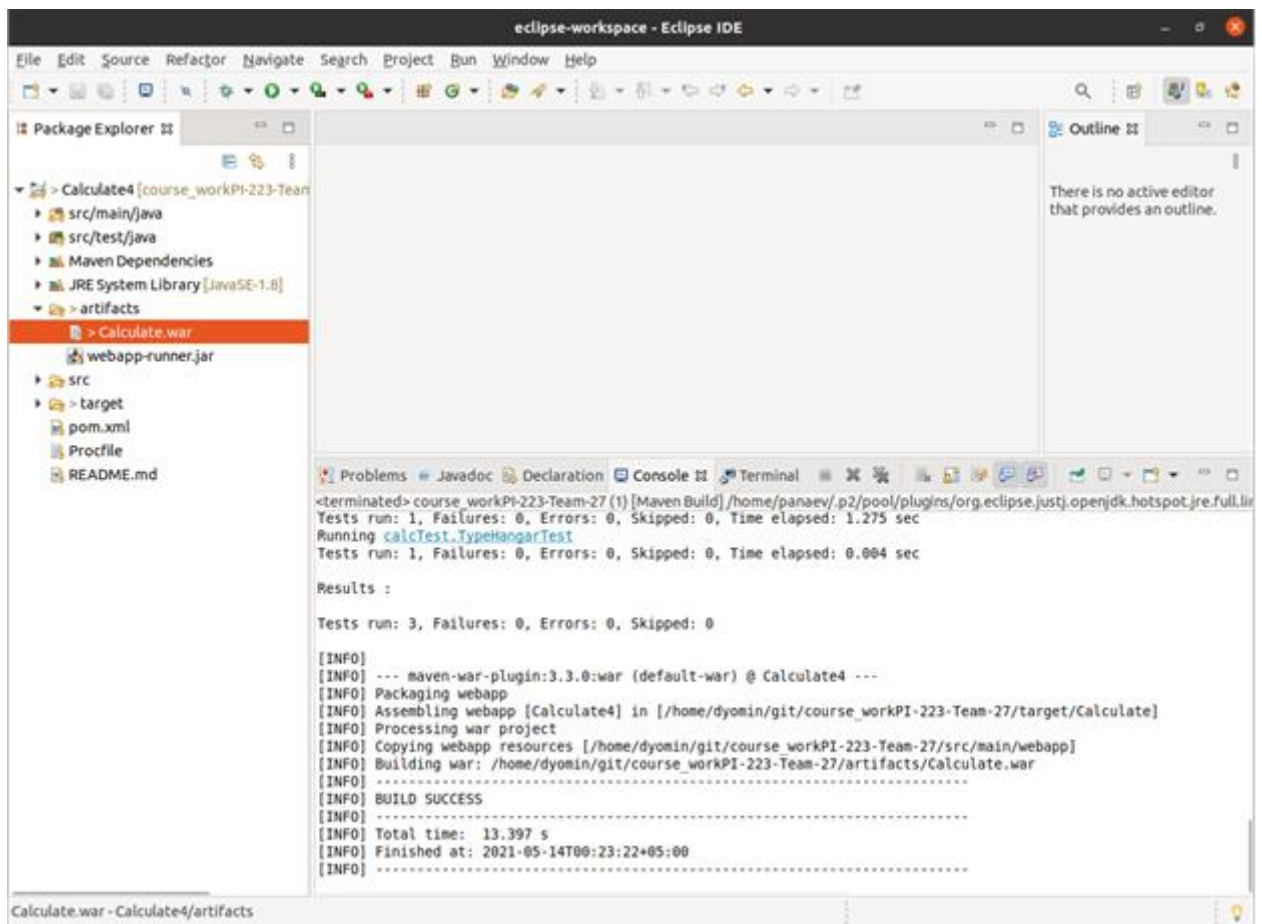 eclipse-workspace - Eclipse IDE
File Edit Source Refactor Navigate Search Project Run Window Help
Package Explorer
> Calculate4 [course_workPI-223-Team
src/main/java
src/test/java
Maven Dependencies
JRE System Library [JavaSE-1.8]
> artifacts
> Calculate.war
webapp-runner.jar
src
> target
pom.xml
Procfile
README.md
Outline
There is no active editor
that provides an outline.
Problems Javadoc Declaration Console Terminal
<terminated> course_workPI-223-Team-27 (1) [Maven Build] /home/panaev/.p2/pool/plugins/org.eclipse.justj.openjdk.hotspot.jre.full.lin
Tests run: 1, Failures: 0, Errors: 0, Skipped: 0, Time elapsed: 1.275 sec
Running calcTest.TypeHangarTest
Tests run: 1, Failures: 0, Errors: 0, Skipped: 0, Time elapsed: 0.004 sec
Results :
Tests run: 3, Failures: 0, Errors: 0, Skipped: 0
[INFO]
[INFO] --- maven-war-plugin:3.3.0:war (default-war) @ Calculate4 ---
[INFO] Packaging webapp
[INFO] Assembling webapp [Calculate4] in [/home/dyomin/git/course_workPI-223-Team-27/target/Calculate]
[INFO] Processing war project
[INFO] Copying webapp resources [/home/dyomin/git/course_workPI-223-Team-27/src/main/webapp]
[INFO] Building war: /home/dyomin/git/course_workPI-223-Team-27/artifacts/Calculate.war
[INFO] ------------------------------------------------------------------------
[INFO] BUILD SUCCESS
[INFO] ------------------------------------------------------------------------
[INFO] Total time:  13.397 s
[INFO] Finished at: 2021-05-14T00:23:22+05:00
[INFO] ------------------------------------------------------------------------
Calculate.war - Calculate4/artifacts